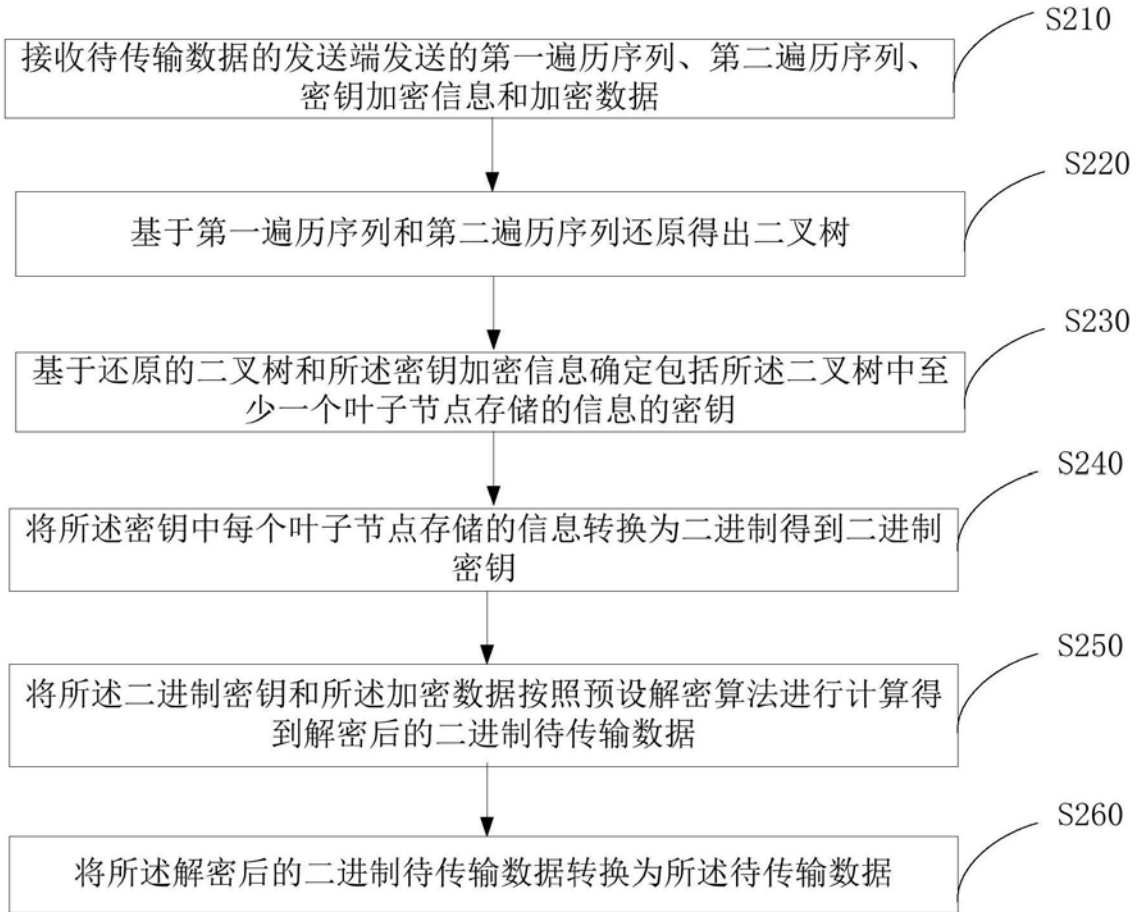 S210
接收待传输数据的发送端发送的第一遍历序列、第二遍历序列、
密钥加密信息和加密数据
S220
基于第一遍历序列和第二遍历序列还原得出二叉树
S230
基于还原的二叉树和所述密钥加密信息确定包括所述二叉树中至
少一个叶子节点存储的信息的密钥
S240
将所述密钥中每个叶子节点存储的信息转换为二进制得到二进制
密钥
S250
将所述二进制密钥和所述加密数据按照预设解密算法进行计算得
到解密后的二进制待传输数据
S260
将所述解密后的二进制待传输数据转换为所述待传输数据